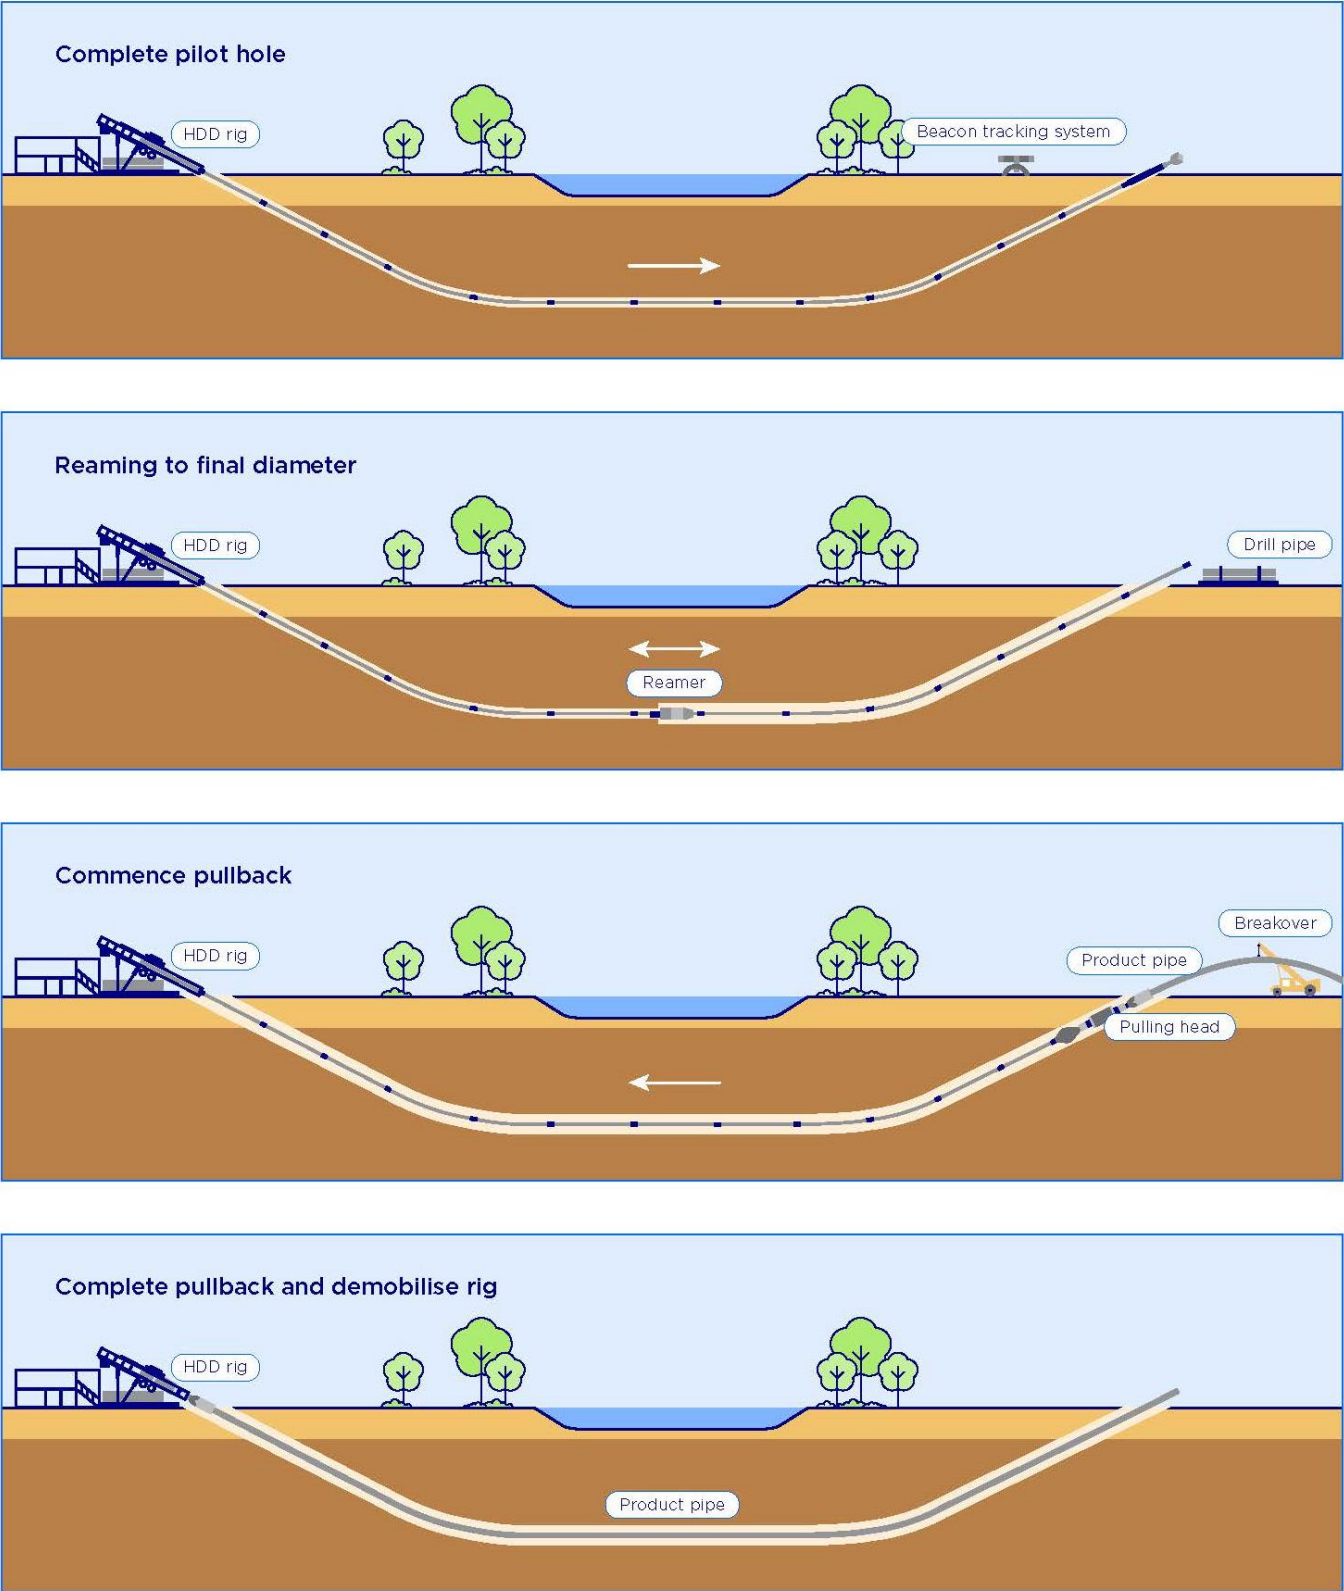 Complete pilot hole
HDD rig
Beacon tracking system
Reaming to final diameter
HDD rig
Drill pipe
Reamer
Commence pullback
HDD rig
Breakover
Product pipe
Pulling head
Complete pullback and demobilise rig
HDD rig
Product pipe